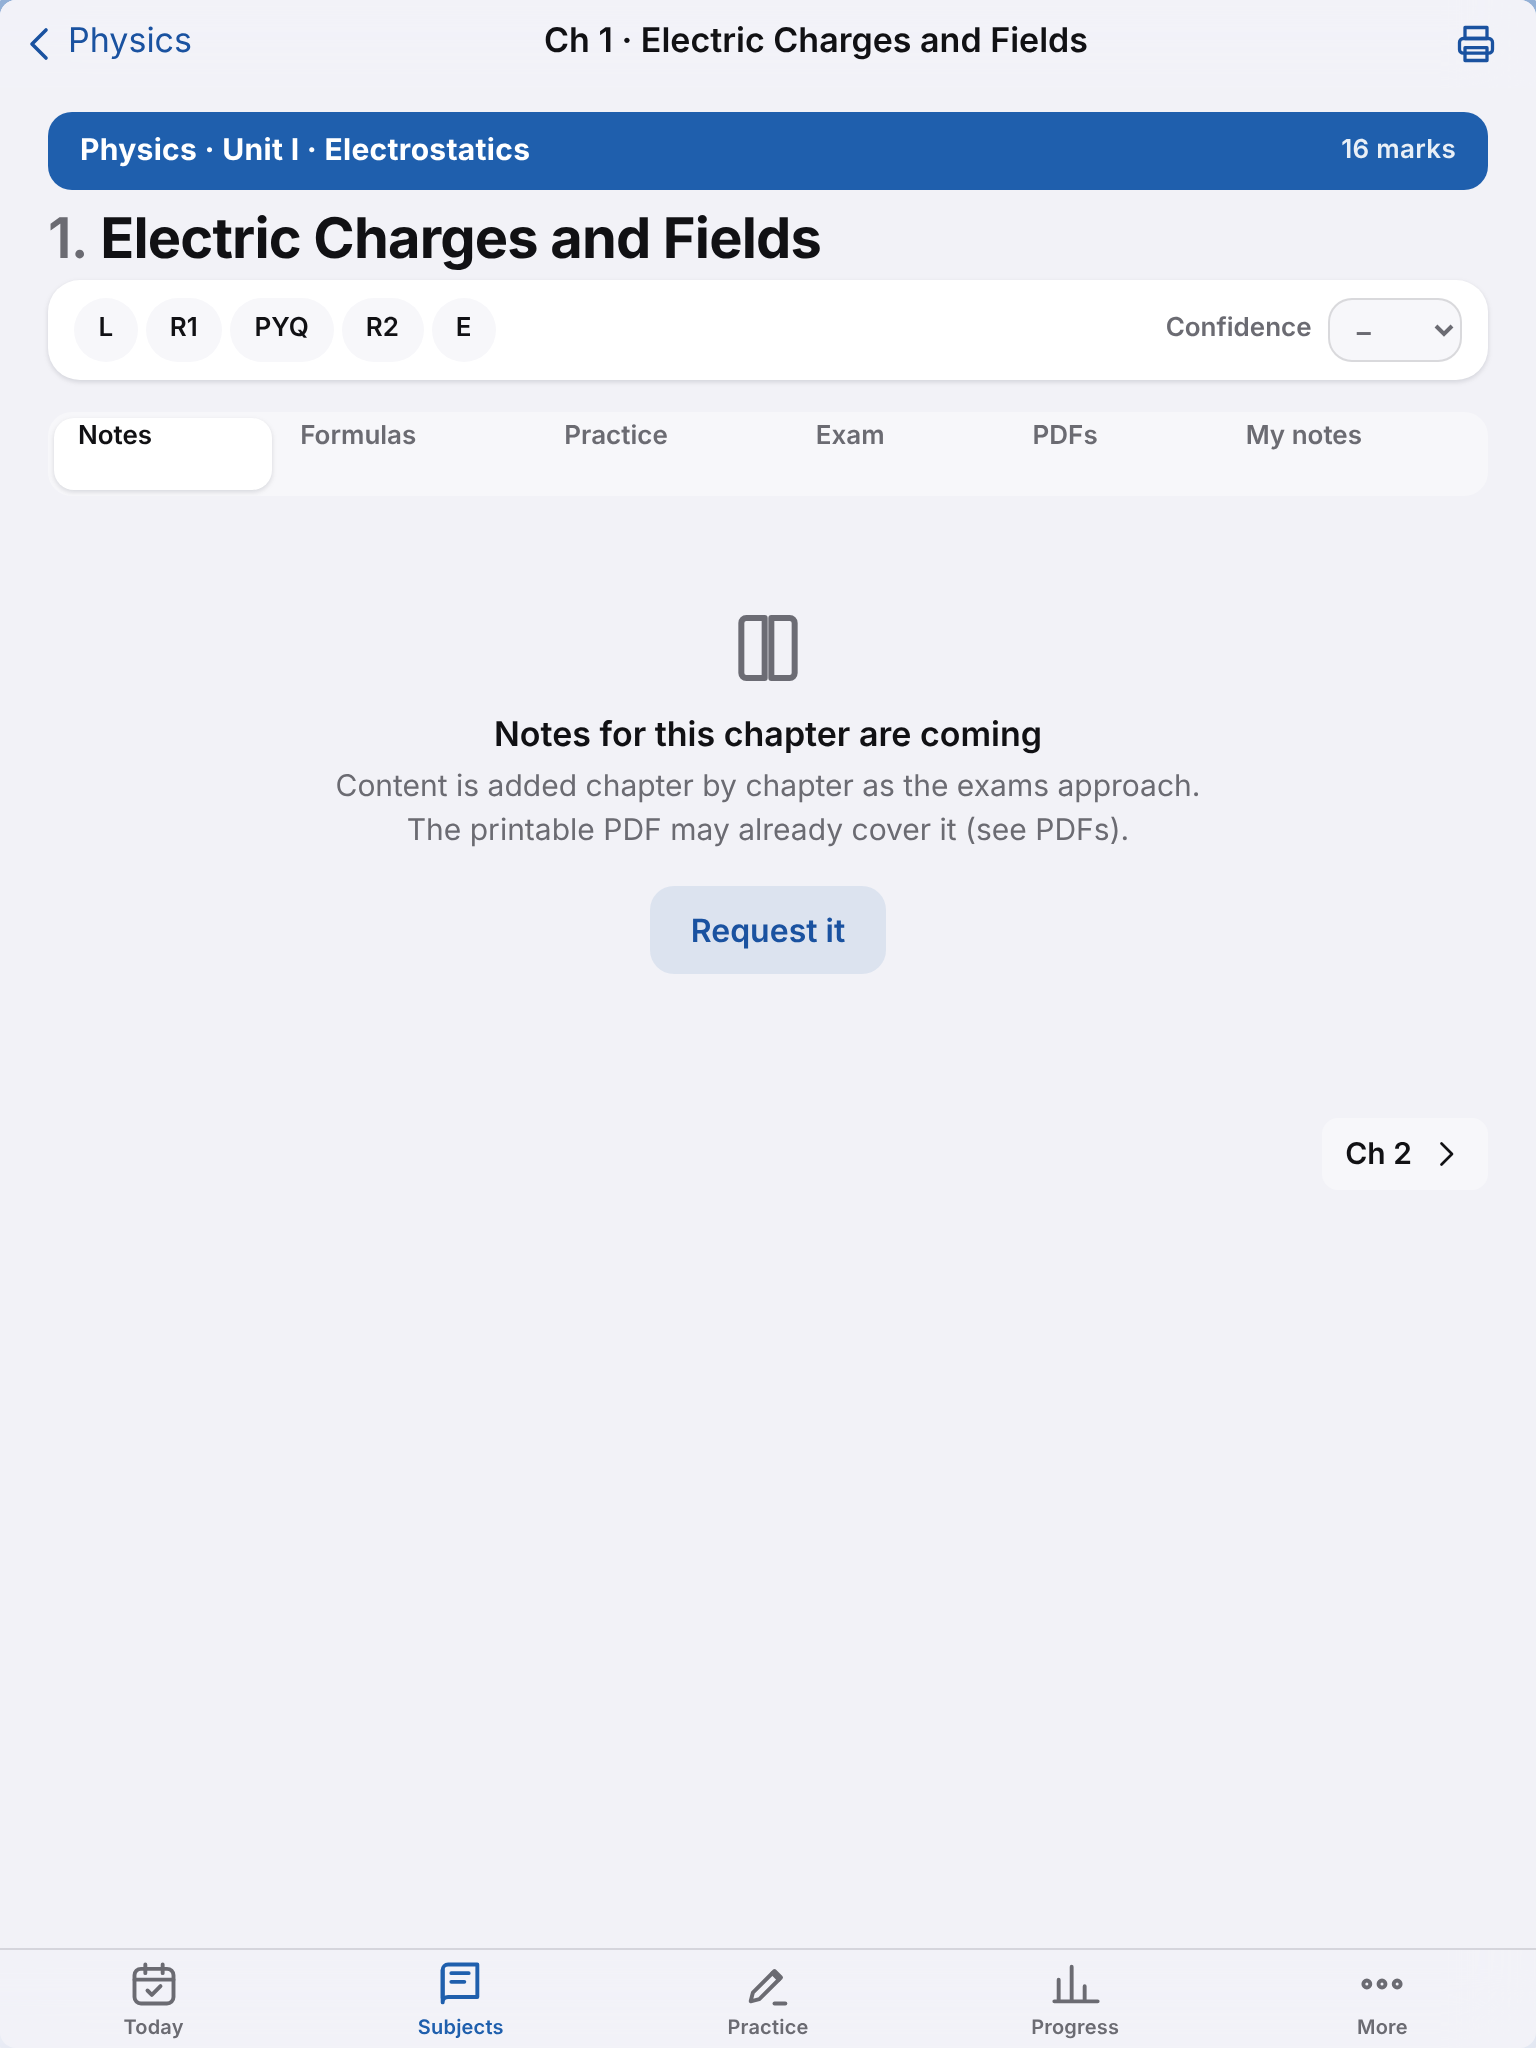 Physics
Ch 1 · Electric Charges and Fields
Physics · Unit I · Electrostatics
16 marks
1. Electric Charges and Fields
L R1 PYQ R2 E
Confidence –
Notes Formulas Practice Exam PDFs My notes
Notes for this chapter are coming
Content is added chapter by chapter as the exams approach.
The printable PDF may already cover it (see PDFs).
Request it
Ch 2
Today Subjects Practice Progress More